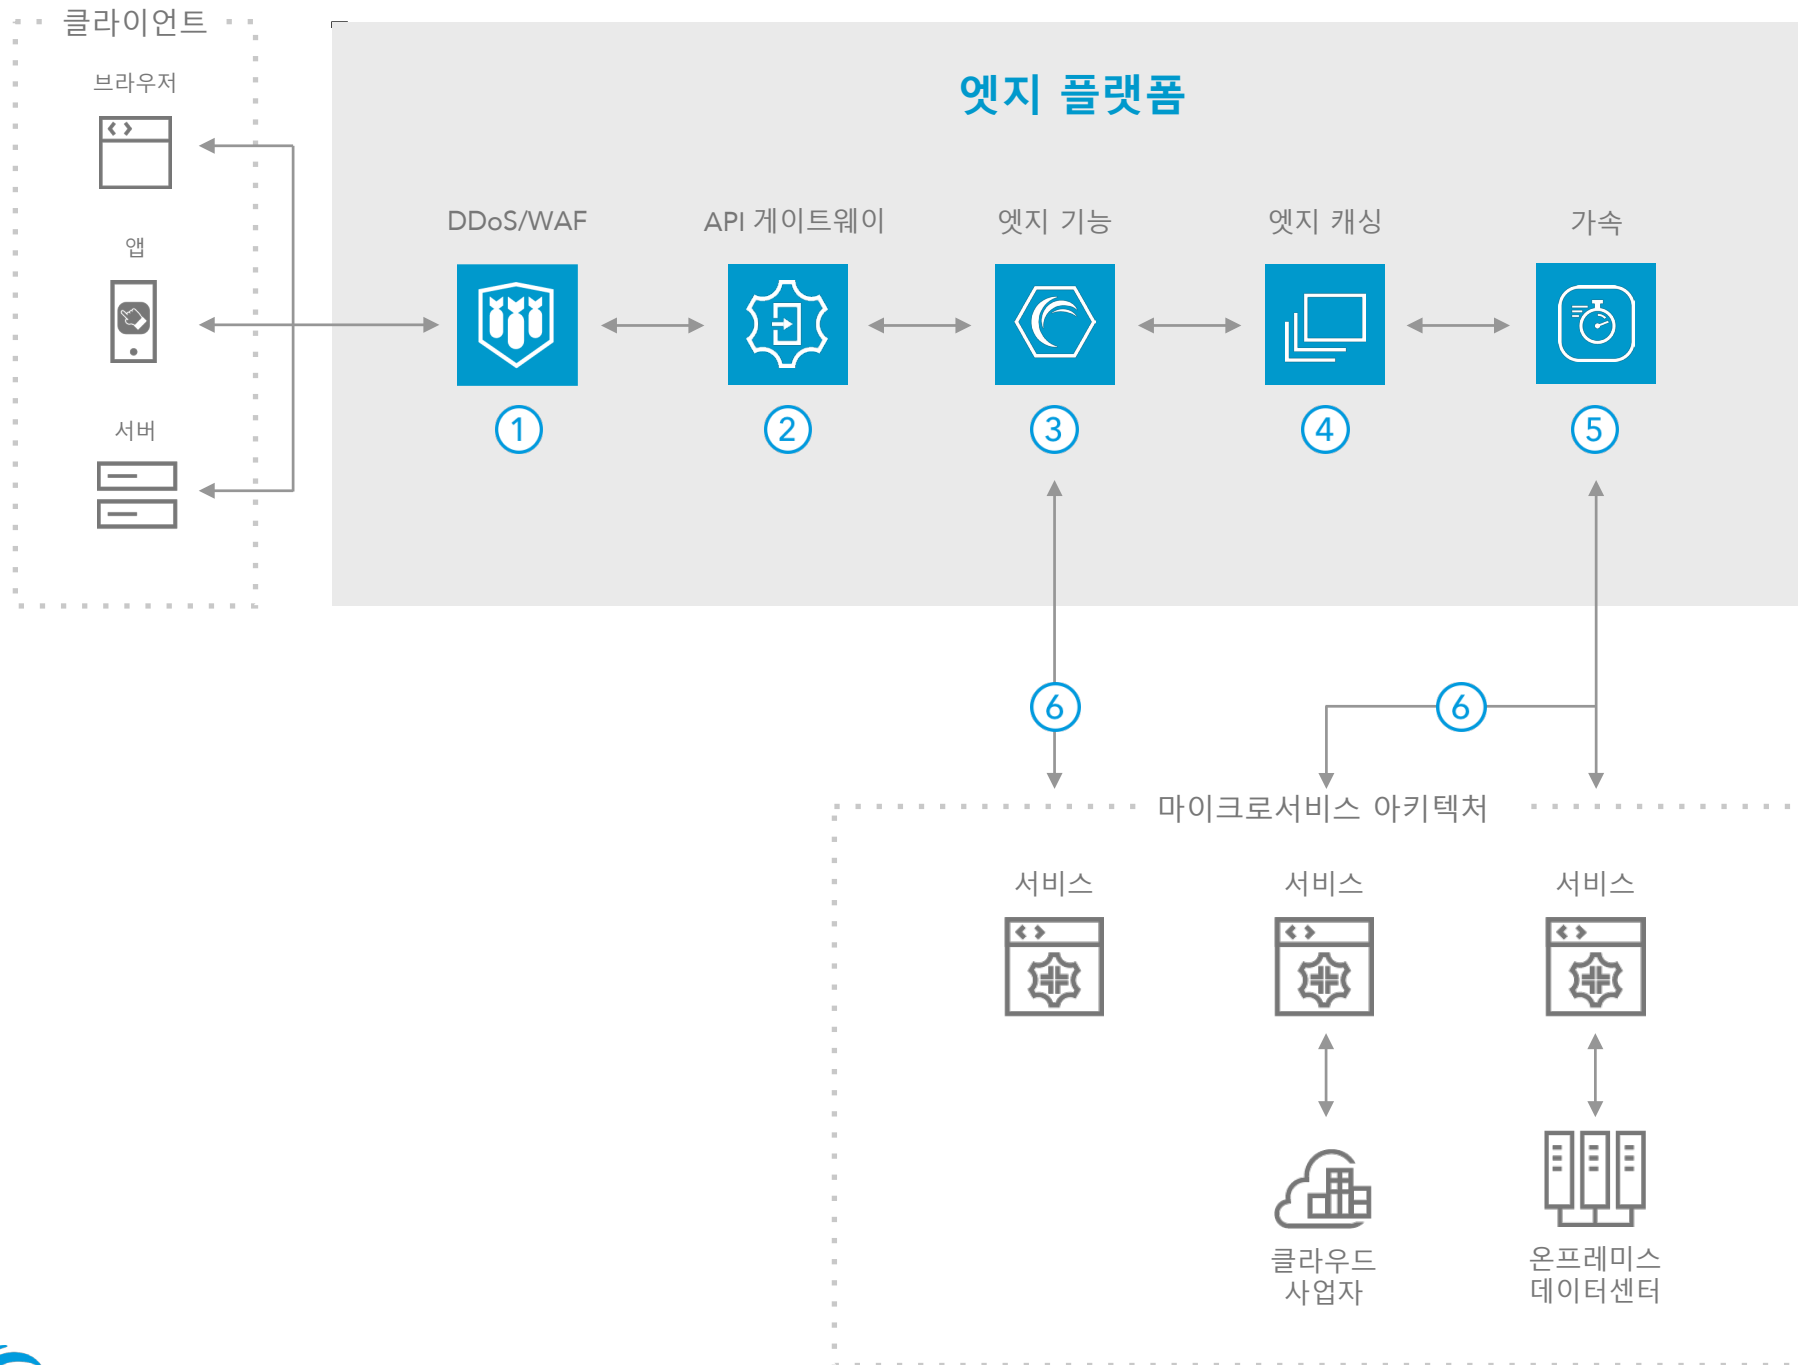 클라이언트
브라우저
앱
서버
엣지 플랫폼
DDoS/WAF
API 게이트웨이
엣지 기능
엣지 캐싱
가속
1
2
3
4
5
6
6
마이크로서비스 아키텍처
서비스
서비스
서비스
클라우드
사업자
온프레미스
데이터센터